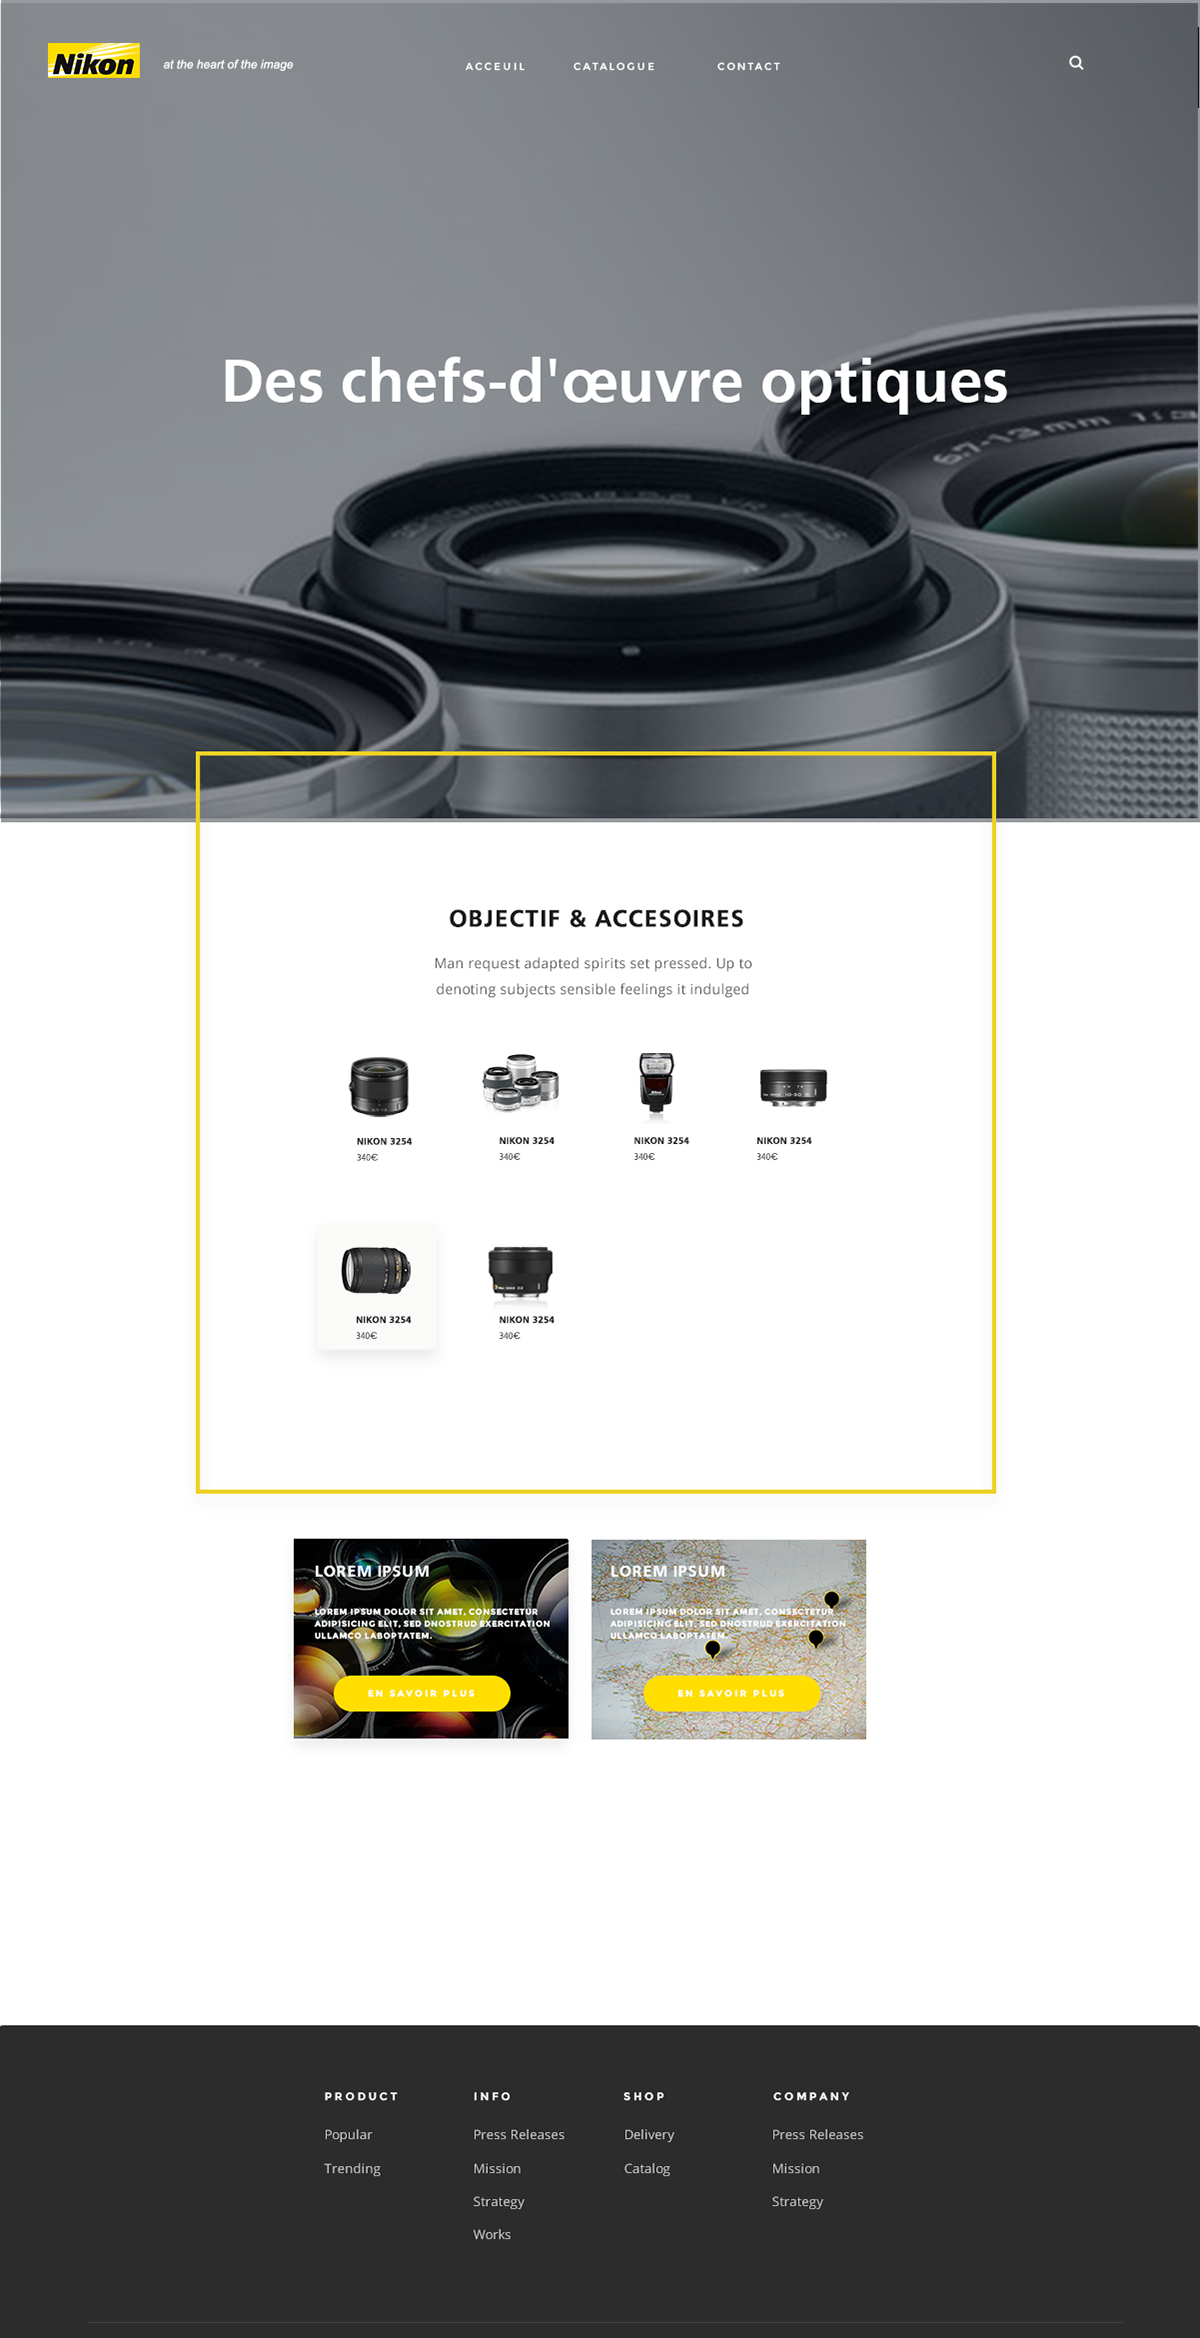 Nikon
at the heart of the image
ACCEUIL
CATALOGUE
CONTACT
Des chefs-d'œuvre optiques
6.7-13mm 1:3
OBJECTIF & ACCESOIRES
Man request adapted spirits set pressed. Up to
denoting subjects sensible feelings it indulged
NIKON 3254
340€
NIKON 3254
340€
NIKON 3254
340€
NIKON 3254
340€
NIKON 3254
340€
NIKON 3254
340€
LOREM IPSUM
LOREM IPSUM DOLOR SIT AMET, CONSECTETUR
ADIPISICING ELIT, SED DNOSTRUD EXERCITATION
ULLAMCO LABOPTATEM.
EN SAVOIR PLUS
LOREM IPSUM
LOREM IPSUM DOLOR SIT AMET, CONSECTETUR
ADIPISICING ELIT, SED DNOSTRUD EXERCITATION
ULLAMCO LABOPTATEM.
EN SAVOIR PLUS
PRODUCT
Popular
Trending
INFO
Press Releases
Mission
Strategy
Works
SHOP
Delivery
Catalog
COMPANY
Press Releases
Mission
Strategy